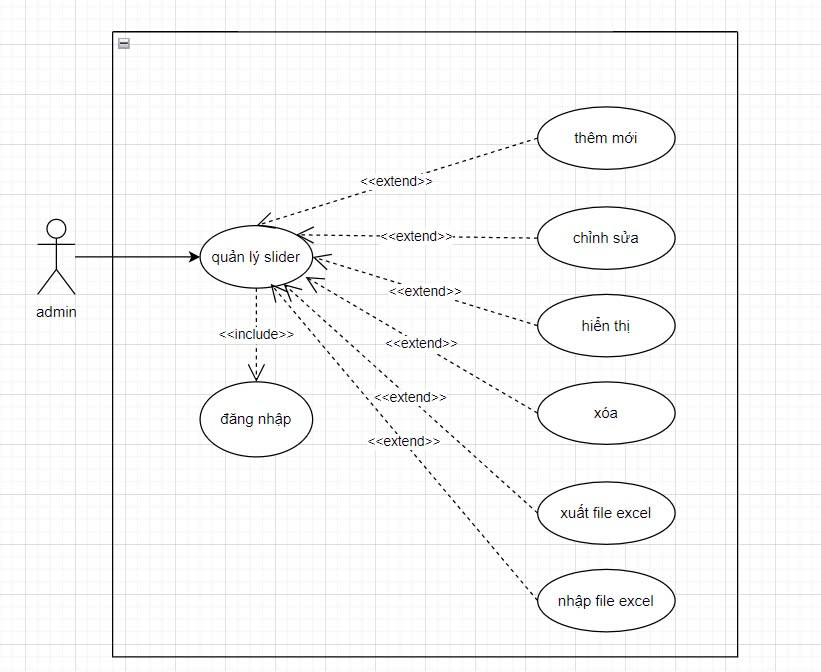 thêm mới
<<extend>>
chỉnh sửa
<<extend>>
quản lý slider
<<extend>>
admin
hiển thị
<<include>>
<<extend>>
<<extend>>
xóa
đăng nhập
<<extend>>
xuất file excel
nhập file excel